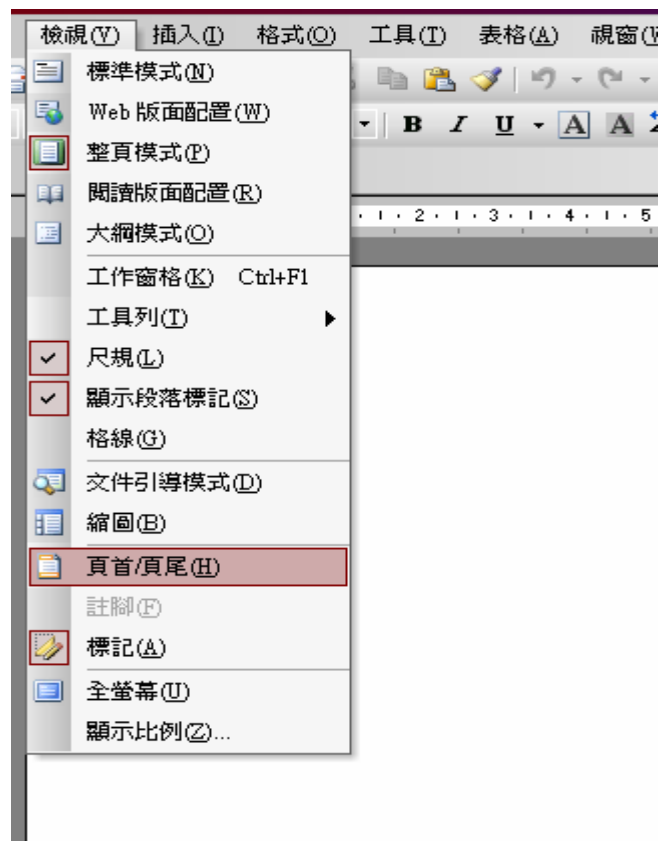 檢視(V) 插入(I) 格式(O) 工具(T) 表格(A) 視窗(
標準模式(N)
Web 版面配置(W)
B I U A A
整頁模式(P)
閱讀版面配置(R)
2 3 4 5
大綱模式(O)
工作窗格(K) Ctrl+F1
工具列(T)
尺規(L)
顯示段落標記(S)
格線(G)
文件引導模式(D)
縮圖(B)
頁首/頁尾(H)
註腳(F)
標記(A)
全螢幕(U)
顯示比例(Z)...